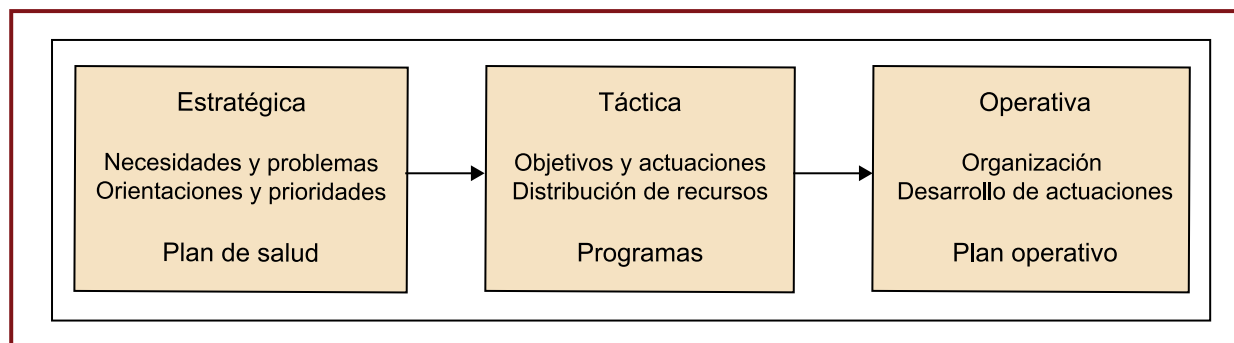 Estratégica
Necesidades y problemas
Orientaciones y prioridades
Plan de salud
Táctica
Objetivos y actuaciones
Distribución de recursos
Programas
Operativa
Organización
Desarrollo de actuaciones
Plan operativo